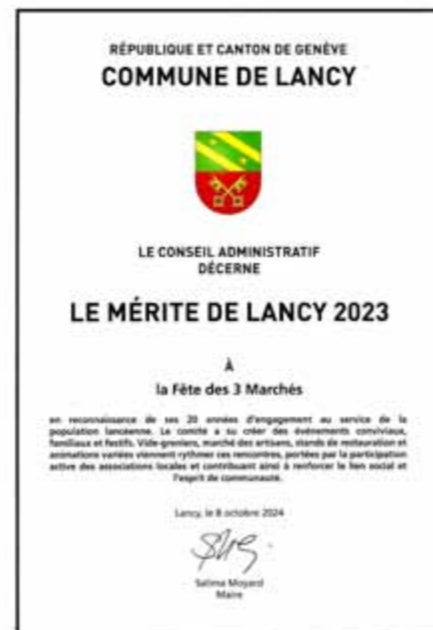 RÉPUBLIQUE ET CANTON DE GENÈVE
COMMUNE DE LANCY
LE CONSEIL ADMINISTRATIF
DÉCERNE
LE MÉRITE DE LANCY 2023
À
la Fête des 3 Marchés
en reconnaissance de ses 20 années d'engagement au service de la
population lancéenne. Le comité a su créer des événements conviviaux,
familiaux et festifs. Vide-greniers, marché des artisans, stands de restauration et
animations variées viennent rythmer ces rencontres, portées par la participation
active des associations locales et contribuant ainsi à renforcer le lien social et
l'esprit de communauté.
Lancy, le 8 octobre 2024
Salima Moyard
Maire